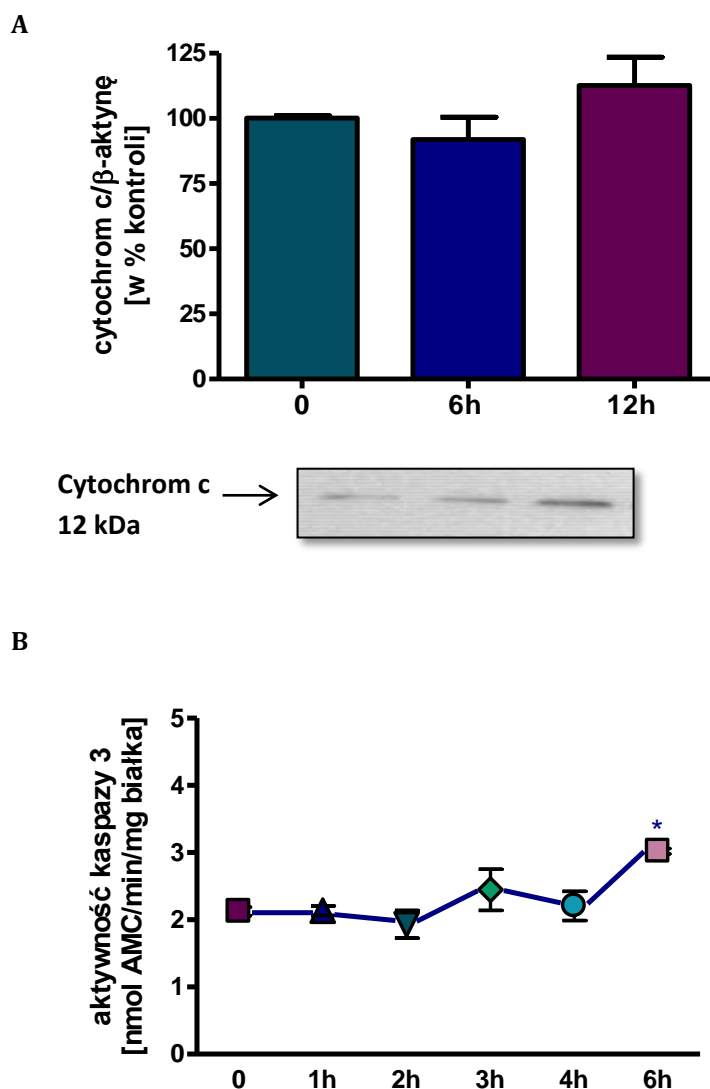 A
cytochrom c/β-aktynę
[w % kontroli]
125
100
75
50
25
0
0 6h 12h
Cytochrom c
12 kDa
B
aktywność kaspazy 3
[nmol AMC/min/mg białka]
5
4
3
2
1
0
*
0 1h 2h 3h 4h 6h